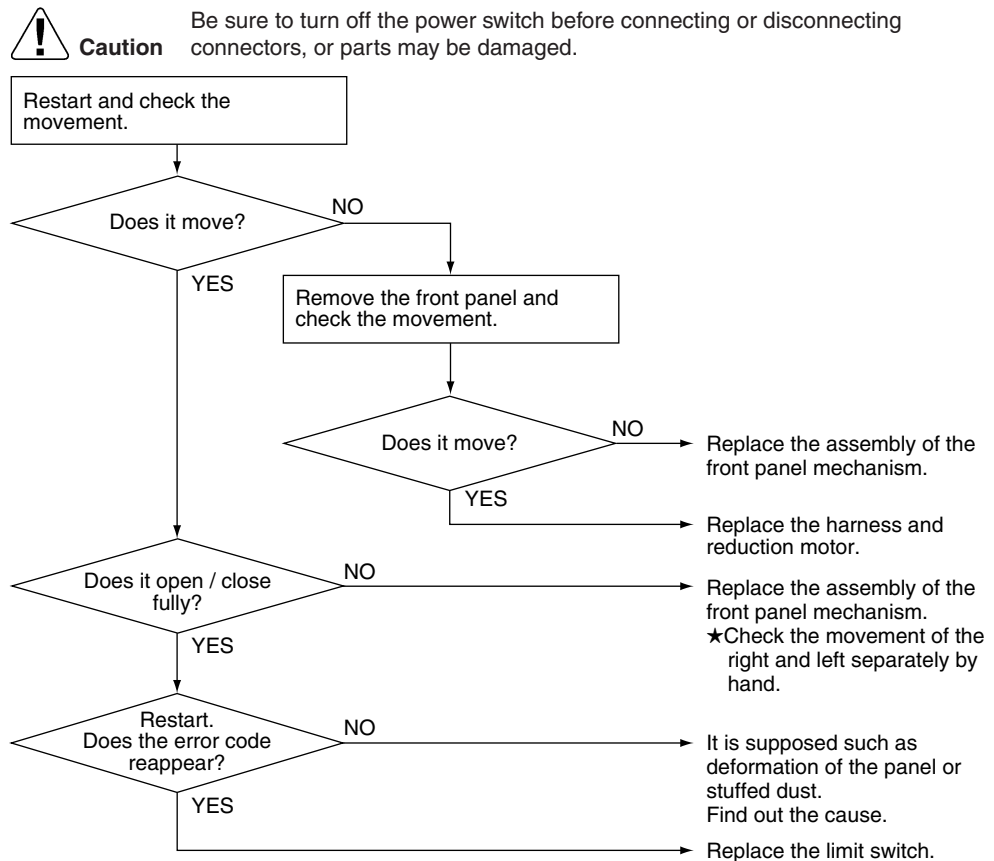 Be sure to turn off the power switch before connecting or disconnecting
Caution connectors, or parts may be damaged.
Restart and check the
movement.
Does it move?
NO
YES
Remove the front panel and
check the movement.
Does it move?
NO
Replace the assembly of the
front panel mechanism.
YES
Replace the harness and
reduction motor.
Does it open / close
fully?
NO
Replace the assembly of the
front panel mechanism.
★Check the movement of the
right and left separately by
hand.
YES
Restart.
Does the error code
reappear?
NO
It is supposed such as
deformation of the panel or
stuffed dust.
Find out the cause.
YES
Replace the limit switch.